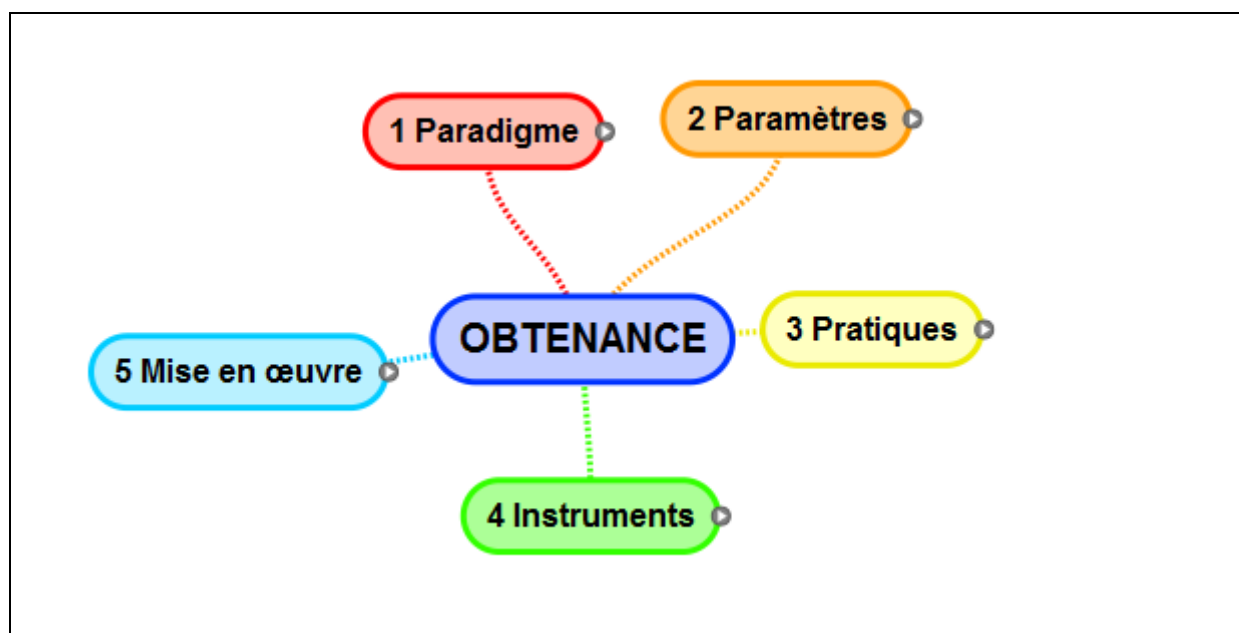 1 Paradigme
2 Paramètres
OBTENANCE
3 Pratiques
5 Mise en œuvre
4 Instruments